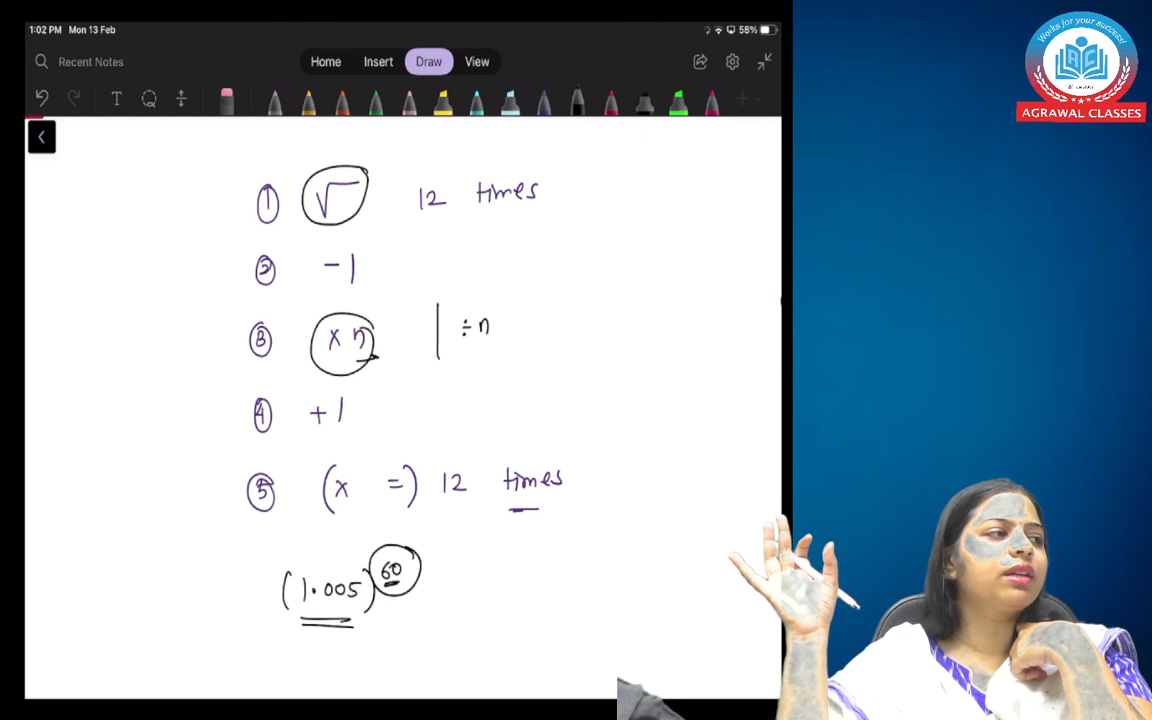 1:02 PM Mon 13 Feb
58%
Recent Notes
Home Insert Draw View
T
Works for your success!
AC
AGRAWAL CLASSES
① √ 12 times
② - 1
③ × n | ÷ n
④ + 1
⑤ (× =) 12 times
(1.005)⁶⁰